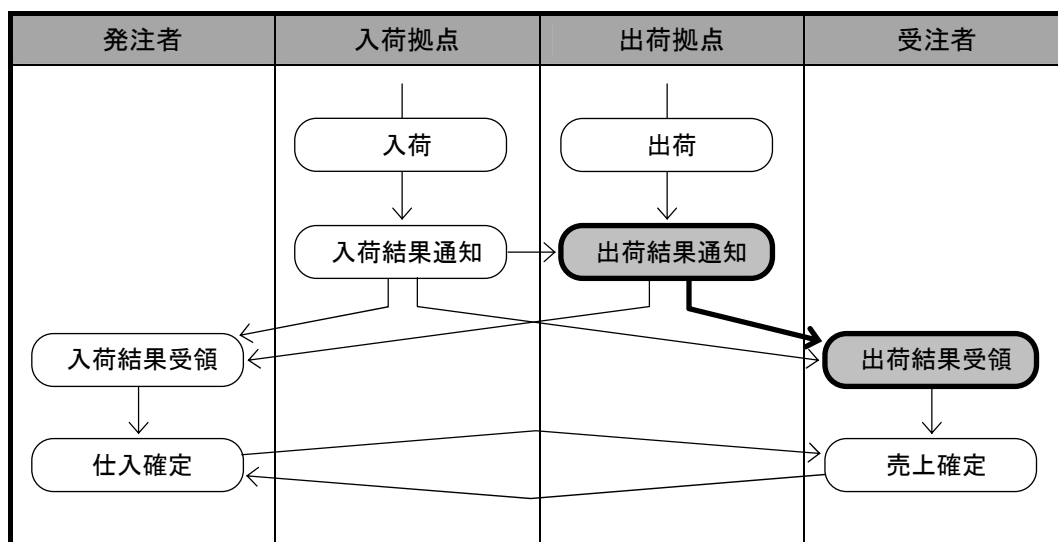 発注者
入荷拠点
出荷拠点
受注者
入荷
出荷
入荷結果通知
出荷結果通知
入荷結果受領
出荷結果受領
仕入確定
売上確定